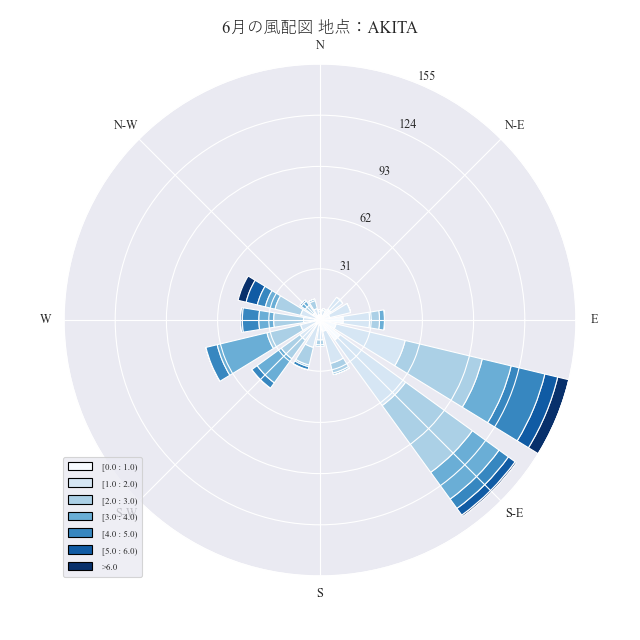 6月の風配図 地点：AKITA
N
155
N-W
N-E
124
93
62
31
W
E
[0.0 : 1.0)
[1.0 : 2.0)
[2.0 : 3.0)
[3.0 : 4.0)
S-W
S-E
[4.0 : 5.0)
[5.0 : 6.0)
>6.0
S